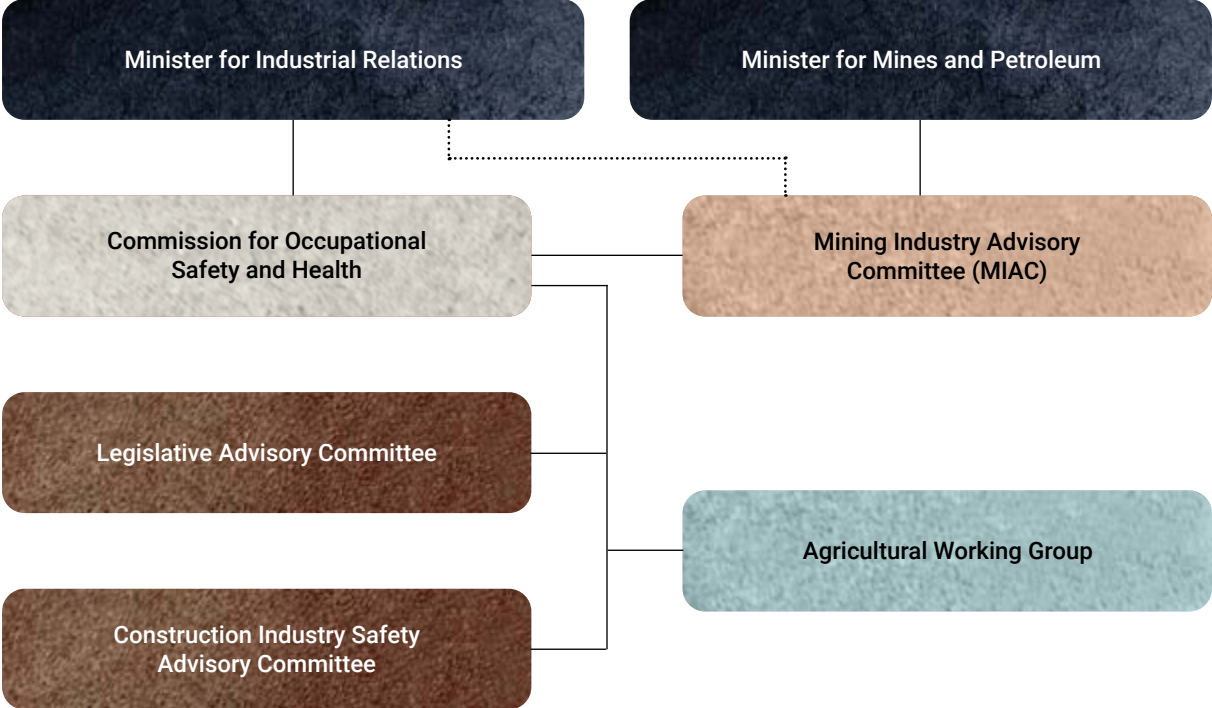 Minister for Industrial Relations
Minister for Mines and Petroleum
Commission for Occupational
Safety and Health
Mining Industry Advisory
Committee (MIAC)
Legislative Advisory Committee
Agricultural Working Group
Construction Industry Safety
Advisory Committee